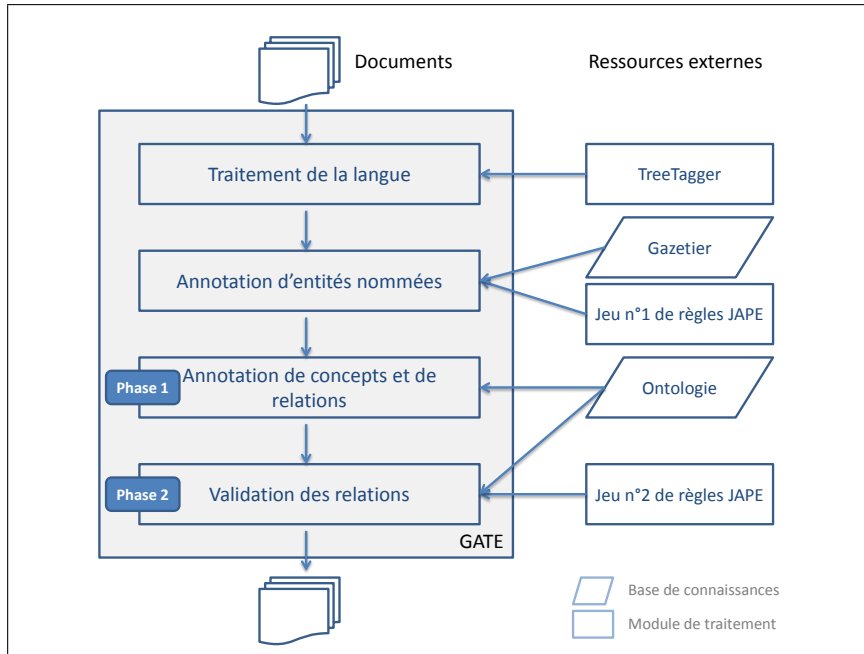 Documents
Ressources externes
Traitement de la langue
TreeTagger
Gazetier
Annotation d'entités nommées
Jeu n°1 de règles JAPE
Phase 1
Annotation de concepts et de
relations
Ontologie
Phase 2
Validation des relations
Jeu n°2 de règles JAPE
GATE
Base de connaissances
Module de traitement